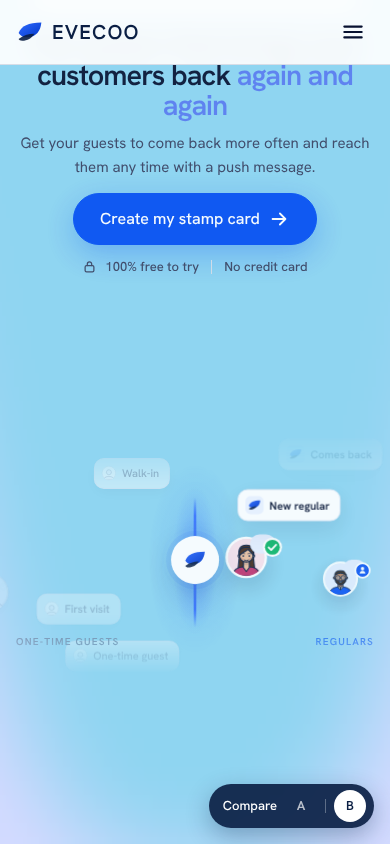 EVECOO
customers back again and
again
Get your guests to come back more often and reach
them any time with a push message.
Create my stamp card
100% free to try
No credit card
Comes back
Walk-in
New regular
First visit
ONE-TIME GUESTS
REGULARS
One-time guest
Compare A B